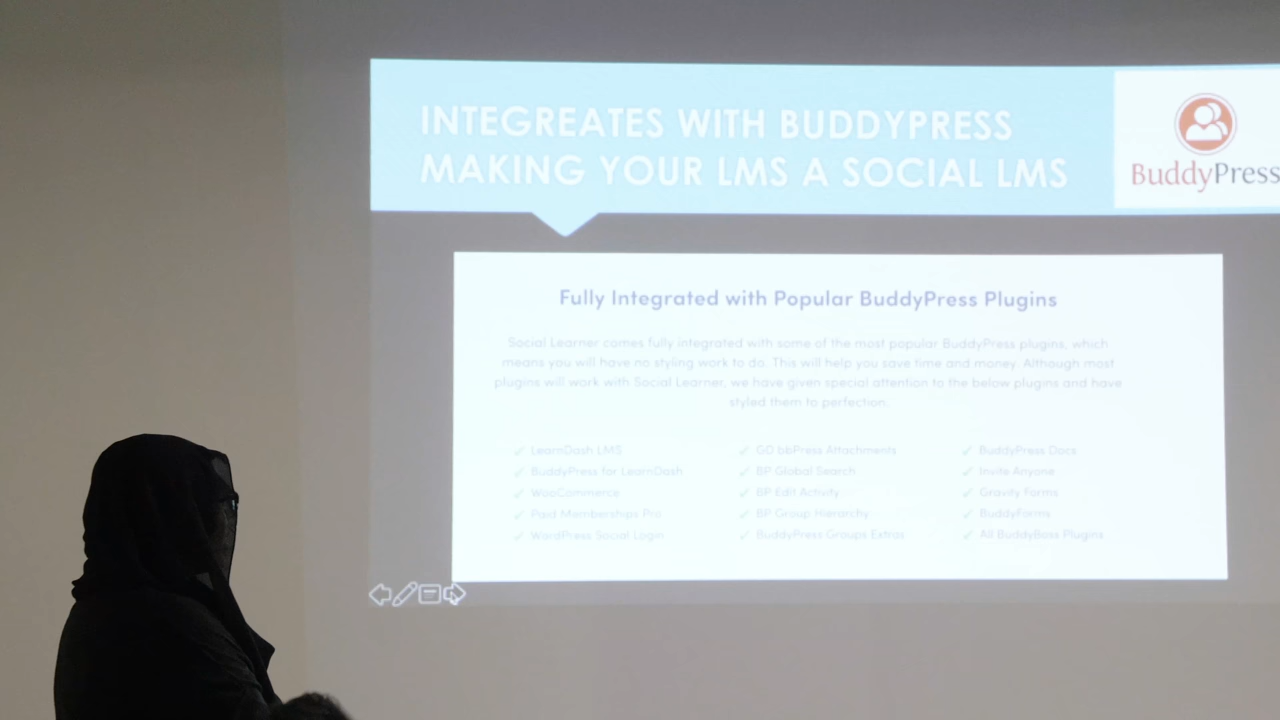 INTEGREATES WITH BUDDYPRESS
MAKING YOUR LMS A SOCIAL LMS
BuddyPress
Fully Integrated with Popular BuddyPress Plugins
Social Learner comes fully integrated with some of the most popular BuddyPress plugins, which
means you will have no styling work to do. This will help you save time and money. Although most
plugins will work with Social Learner, we have given special attention to the below plugins and have
styled them to perfection:
✓ LearnDash LMS
✓ BuddyPress for LearnDash
✓ WooCommerce
✓ Paid Memberships Pro
✓ WordPress Social Login
✓ GD bbPress Attachments
✓ BP Global Search
✓ BP Edit Activity
✓ BP Group Hierarchy
✓ BuddyPress Groups Extras
✓ BuddyPress Docs
✓ Invite Anyone
✓ Gravity Forms
✓ BuddyForms
✓ All BuddyBoss Plugins